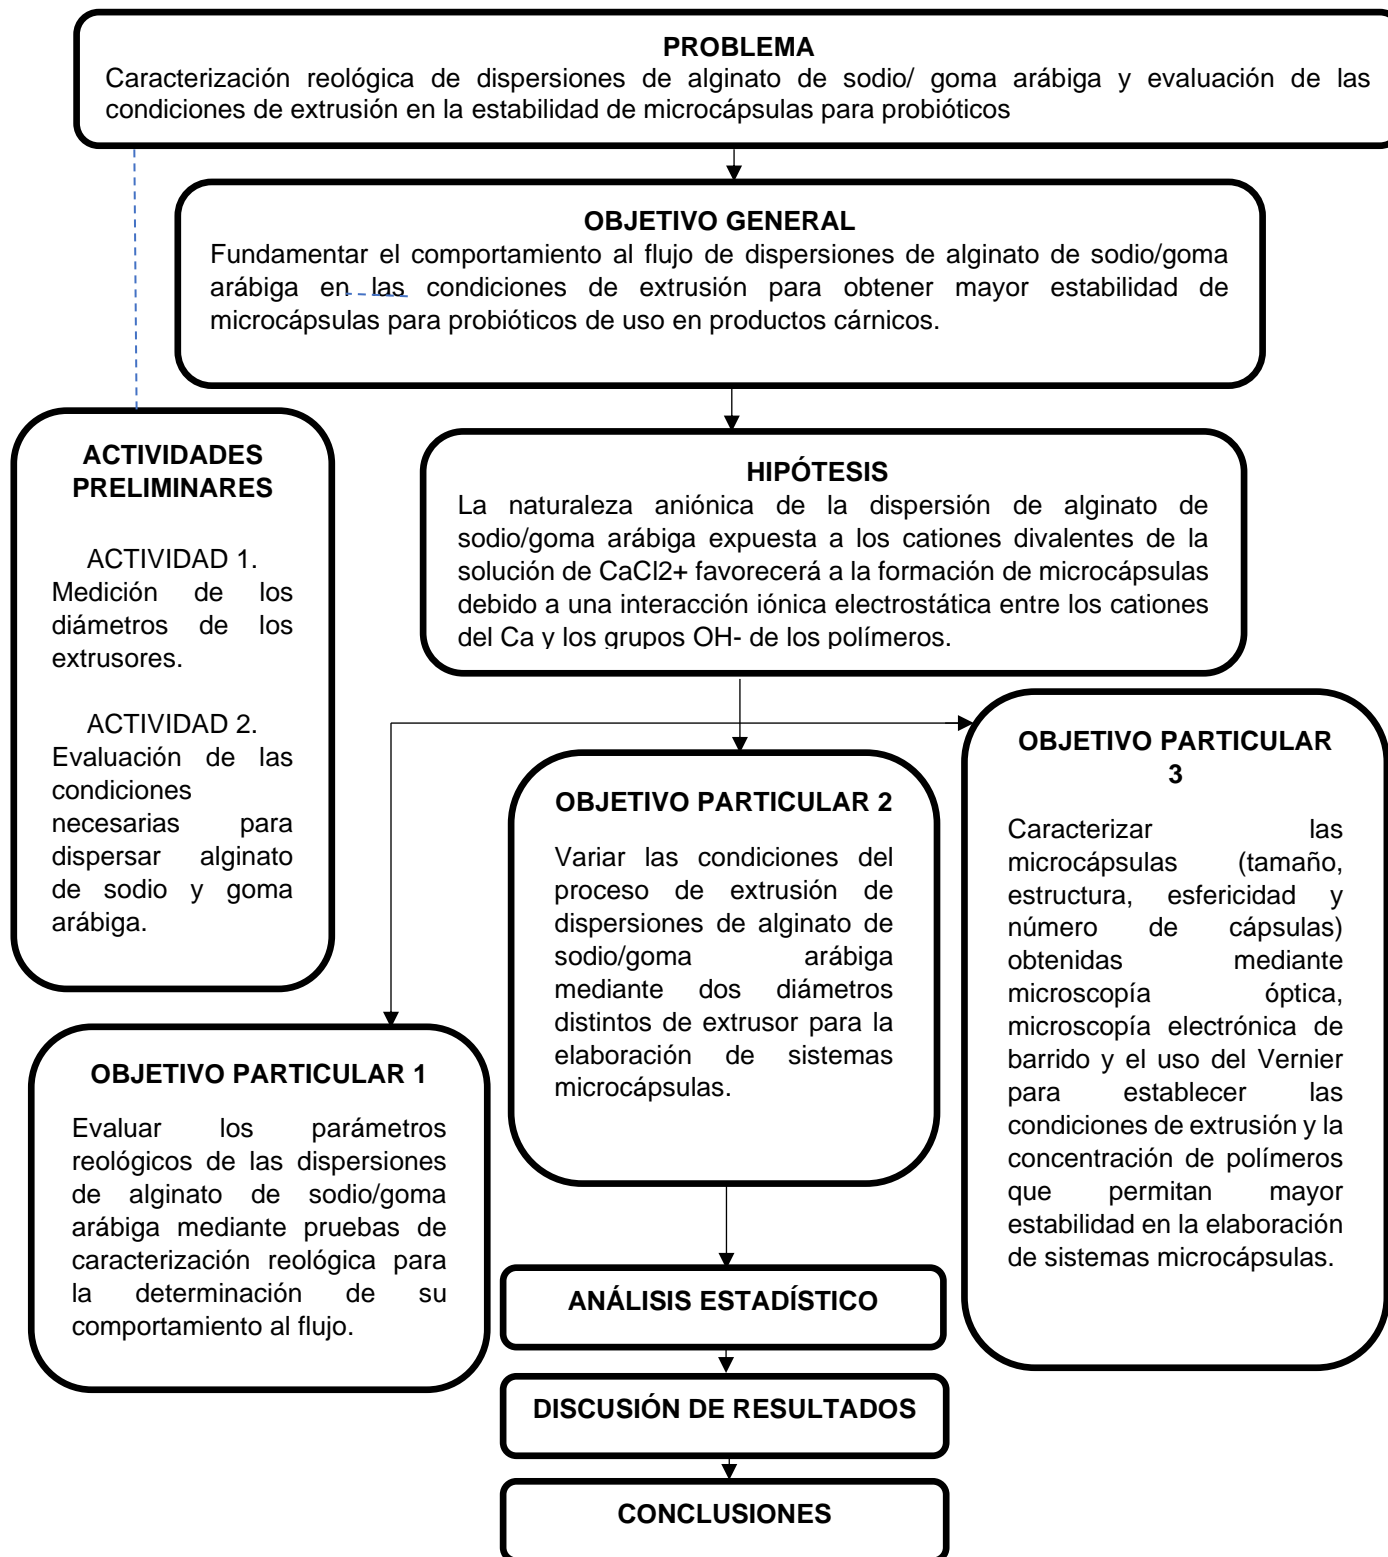 PROBLEMA
Caracterización reológica de dispersiones de alginato de sodio/ goma arábiga y evaluación de las
condiciones de extrusión en la estabilidad de microcápsulas para probióticos
OBJETIVO GENERAL
Fundamentar el comportamiento al flujo de dispersiones de alginato de sodio/goma
arábiga en las condiciones de extrusión para obtener mayor estabilidad de
microcápsulas para probióticos de uso en productos cárnicos.
ACTIVIDADES
PRELIMINARES
ACTIVIDAD 1.
Medición de los
diámetros de los
extrusores.
ACTIVIDAD 2.
Evaluación de las
condiciones
necesarias para
dispersar alginato
de sodio y goma
arábiga.
HIPÓTESIS
La naturaleza aniónica de la dispersión de alginato de
sodio/goma arábiga expuesta a los cationes divalentes de la
solución de CaCl2+ favorecerá a la formación de microcápsulas
debido a una interacción iónica electrostática entre los cationes
del Ca y los grupos OH- de los polímeros.
OBJETIVO PARTICULAR 1
Evaluar los parámetros
reológicos de las dispersiones
de alginato de sodio/goma
arábiga mediante pruebas de
caracterización reológica para
la determinación de su
comportamiento al flujo.
OBJETIVO PARTICULAR 2
Variar las condiciones del
proceso de extrusión de
dispersiones de alginato de
sodio/goma arábiga
mediante dos diámetros
distintos de extrusor para la
elaboración de sistemas
microcápsulas.
OBJETIVO PARTICULAR
3
Caracterizar las
microcápsulas (tamaño,
estructura, esfericidad y
número de cápsulas)
obtenidas mediante
microscopía óptica,
microscopía electrónica de
barrido y el uso del Vernier
para establecer las
condiciones de extrusión y la
concentración de polímeros
que permitan mayor
estabilidad en la elaboración
de sistemas microcápsulas.
ANÁLISIS ESTADÍSTICO
DISCUSIÓN DE RESULTADOS
CONCLUSIONES